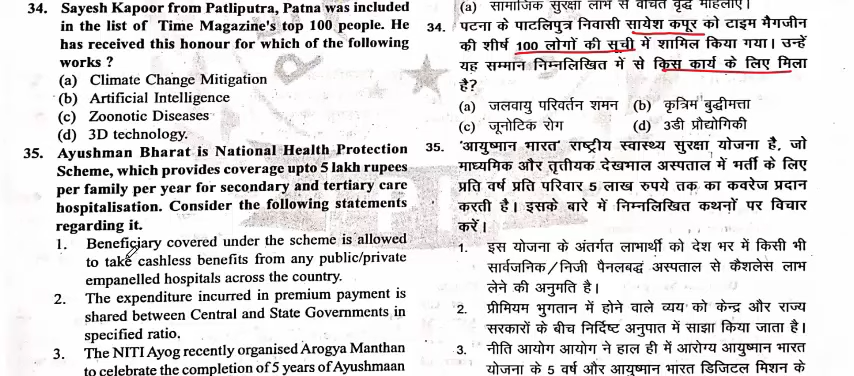 34. Sayesh Kapoor from Patliputra, Patna was included
in the list of Time Magazine's top 100 people. He
has received this honour for which of the following
works ?
(a) Climate Change Mitigation
(b) Artificial Intelligence
(c) Zoonotic Diseases
(d) 3D technology.
35. Ayushman Bharat is National Health Protection
Scheme, which provides coverage upto 5 lakh rupees
per family per year for secondary and tertiary care
hospitalisation. Consider the following statements
regarding it.
1. Beneficiary covered under the scheme is allowed
to take cashless benefits from any public/private
empanelled hospitals across the country.
2. The expenditure incurred in premium payment is
shared between Central and State Governments in
specified ratio.
3. The NITI Ayog recently organised Arogya Manthan
to celebrate the completion of 5 years of Ayushmaan
(a) सामाजिक सुरक्षा लाभ से वंचित वृद्ध महिलाएं।
34. पटना के पाटलिपुत्र निवासी सायेश कपूर को टाइम मैगजीन
की शीर्ष 100 लोगों की सूची में शामिल किया गया। उन्हें
यह सम्मान निम्नलिखित में से किस कार्य के लिए मिला
है?
(a) जलवायु परिवर्तन शमन (b) कृत्रिम बुद्धीमत्ता
(c) जूनोटिक रोग (d) 3डी प्रौद्योगिकी
35. 'आयुष्मान भारत' राष्ट्रीय स्वास्थ्य सुरक्षा योजना है, जो
माध्यमिक और तृतीयक देखभाल अस्पताल में भर्ती के लिए
प्रति वर्ष प्रति परिवार 5 लाख रुपये तक का कवरेज प्रदान
करती है। इसके बारे में निम्नलिखित कथनों पर विचार
करें।
1. इस योजना के अंतर्गत लाभार्थी को देश भर में किसी भी
सार्वजनिक/निजी पैनलबद्ध अस्पताल से कैशलेस लाभ
लेने की अनुमति है।
2. प्रीमियम भुगतान में होने वाले व्यय को केन्द्र और राज्य
सरकारों के बीच निर्दिष्ट अनुपात में साझा किया जाता है।
3. नीति आयोग आयोग ने हाल ही में आरोग्य आयुष्मान भारत
योजना के 5 वर्ष और आयुष्मान भारत डिजिटल मिशन के